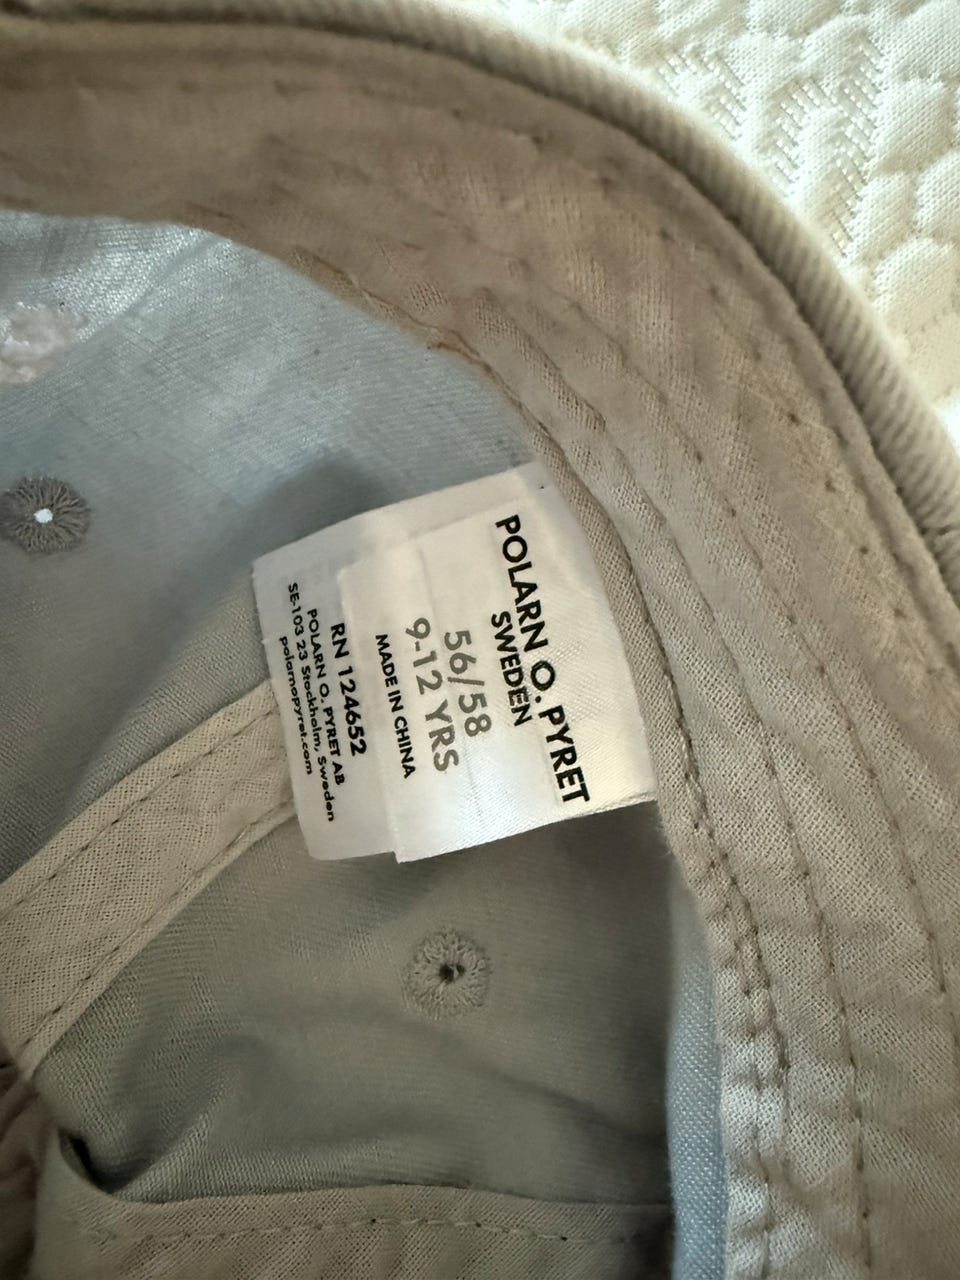 POLARN O. PYRET
SWEDEN
56/58
9-12 YRS
MADE IN CHINA
RN 124652
POLARN O. PYRET AB
SE-103 23 Stockholm, Sweden
polarnopyret.com